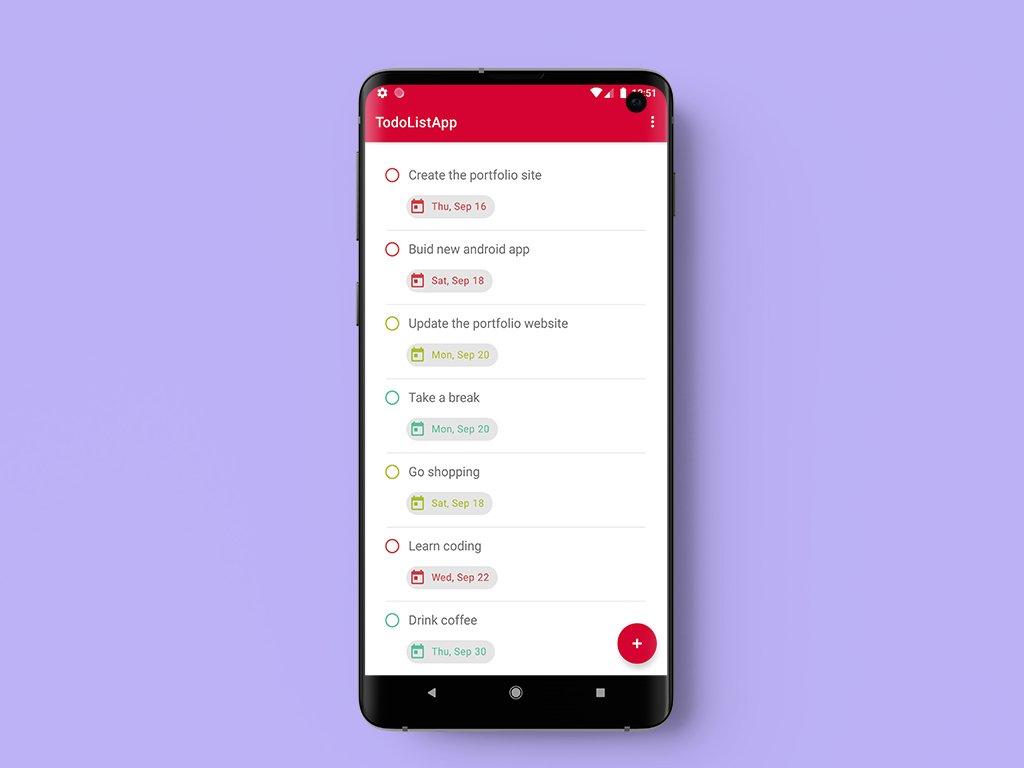 12:51
TodoListApp
Create the portfolio site
Thu, Sep 16
Buid new android app
Sat, Sep 18
Update the portfolio website
Mon, Sep 20
Take a break
Mon, Sep 20
Go shopping
Sat, Sep 18
Learn coding
Wed, Sep 22
Drink coffee
Thu, Sep 30